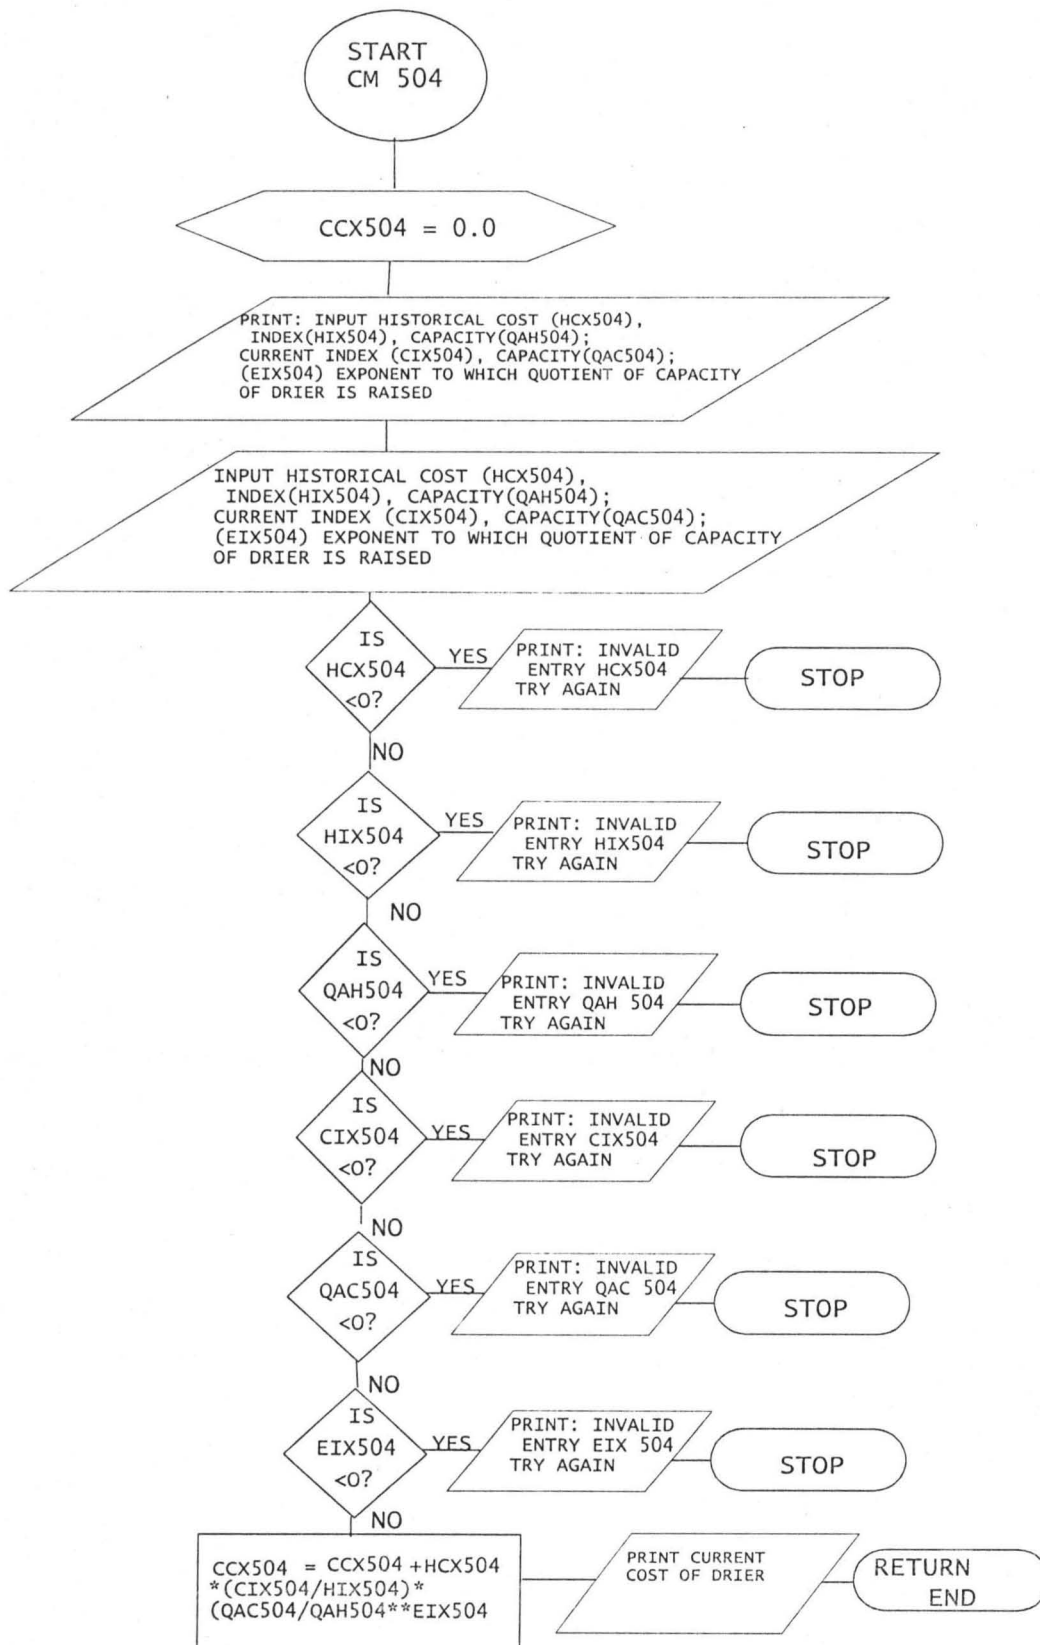 START
CM 504
CCX504 = 0.0
PRINT: INPUT HISTORICAL COST (HCX504),
INDEX(HIX504), CAPACITY(QAH504);
CURRENT INDEX (CIX504), CAPACITY(QAC504);
(EIX504) EXPONENT TO WHICH QUOTIENT OF CAPACITY
OF DRIER IS RAISED
INPUT HISTORICAL COST (HCX504),
INDEX(HIX504), CAPACITY(QAH504);
CURRENT INDEX (CIX504), CAPACITY(QAC504);
(EIX504) EXPONENT TO WHICH QUOTIENT OF CAPACITY
OF DRIER IS RAISED
IS
HCX504
<0?
YES
PRINT: INVALID
ENTRY HCX504
TRY AGAIN
STOP
NO
IS
HIX504
<0?
YES
PRINT: INVALID
ENTRY HIX504
TRY AGAIN
STOP
NO
IS
QAH504
<0?
YES
PRINT: INVALID
ENTRY QAH 504
TRY AGAIN
STOP
NO
IS
CIX504
<0?
YES
PRINT: INVALID
ENTRY CIX504
TRY AGAIN
STOP
NO
IS
QAC504
<0?
YES
PRINT: INVALID
ENTRY QAC 504
TRY AGAIN
STOP
NO
IS
EIX504
<0?
YES
PRINT: INVALID
ENTRY EIX 504
TRY AGAIN
STOP
NO
CCX504 = CCX504 +HCX504
*(CIX504/HIX504)*
(QAC504/QAH504**EIX504
PRINT CURRENT
COST OF DRIER
RETURN
END